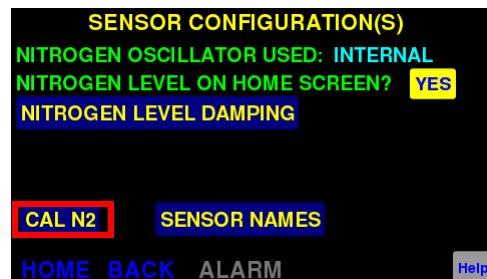 SENSOR CONFIGURATION(S)
NITROGEN OSCILLATOR USED: INTERNAL
NITROGEN LEVEL ON HOME SCREEN? YES
NITROGEN LEVEL DAMPING
CAL N2 SENSOR NAMES
HOME BACK ALARM Help